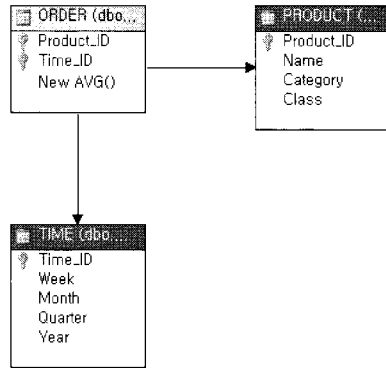 ORDER (dbo...
Product_ID
Time_ID
New AVG()
PRODUCT (...
Product_ID
Name
Category
Class
TIME (dbo....
Time_ID
Week
Month
Quarter
Year